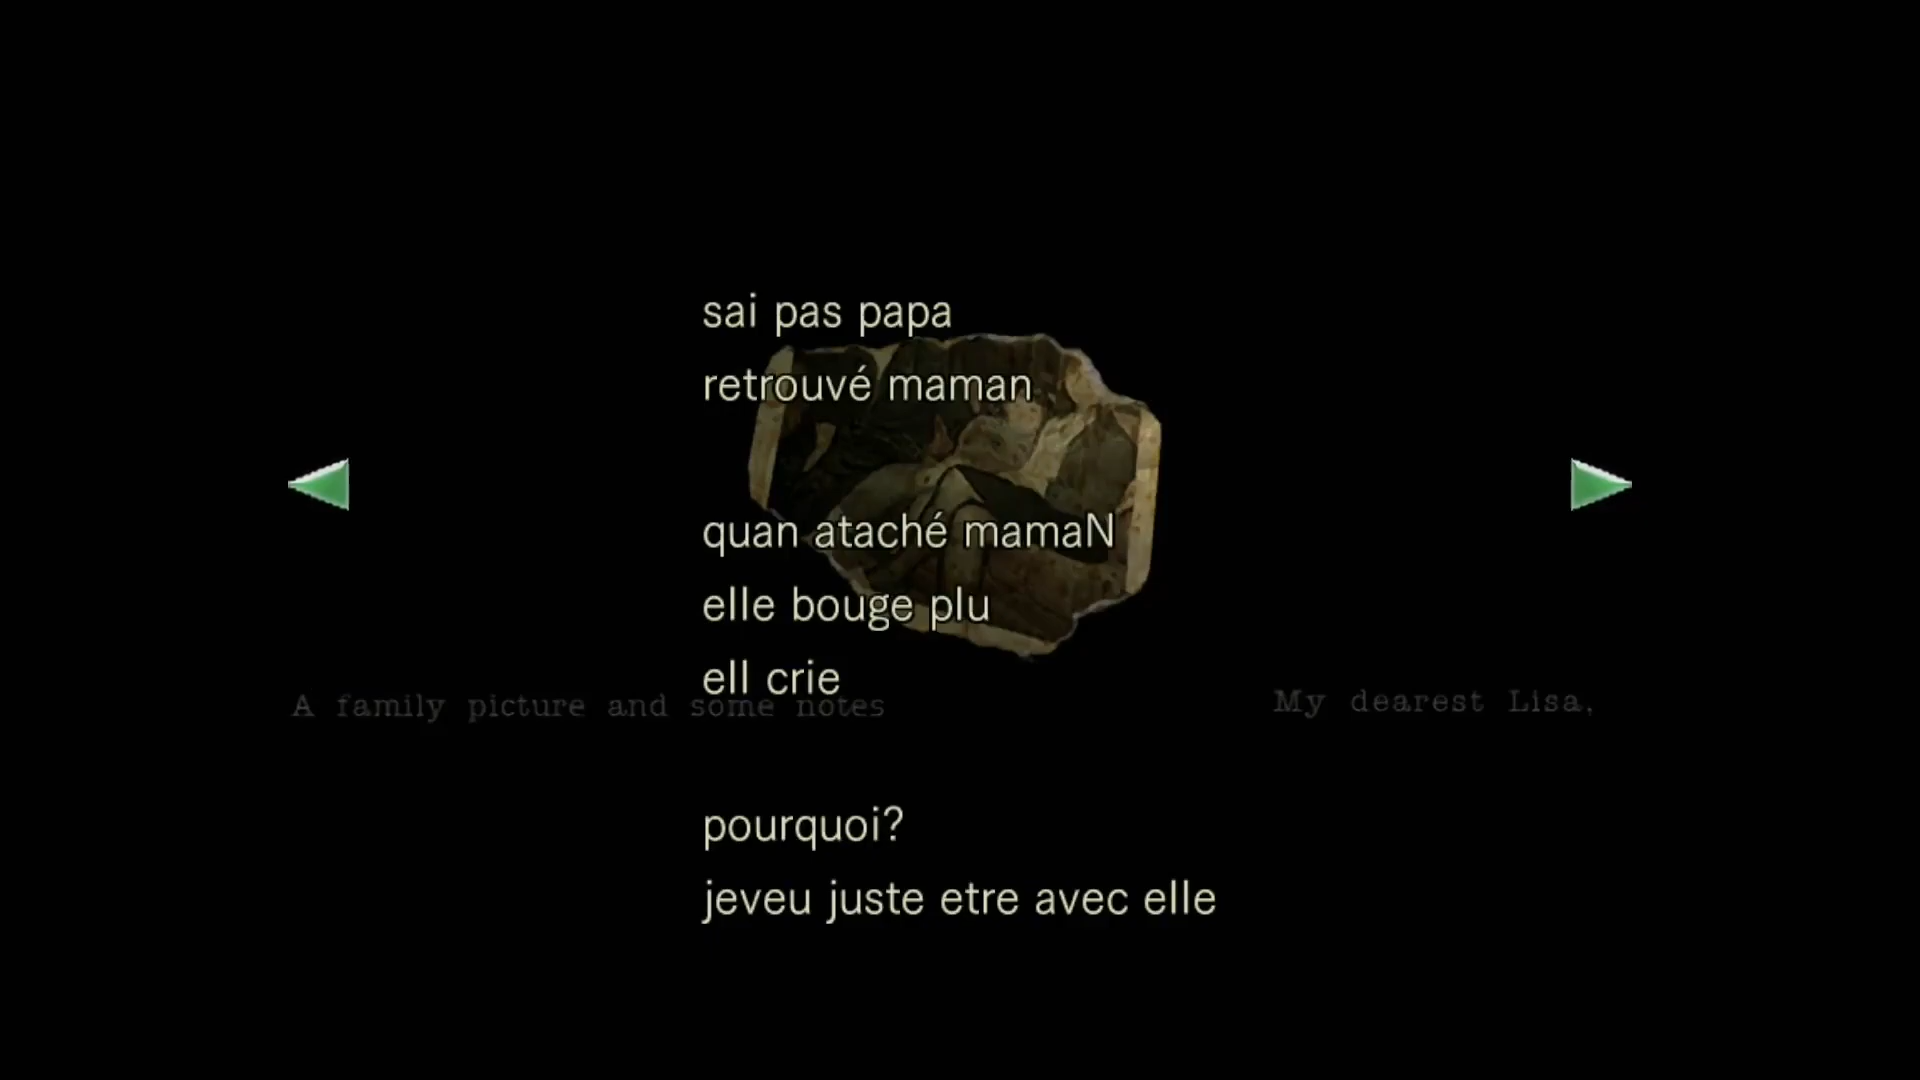 sai pas papa
retrouvé maman
quan ataché mamaN
elle bouge plu
ell crie
A family picture and some notes
My dearest Lisa,
pourquoi?
jeveu juste etre avec elle